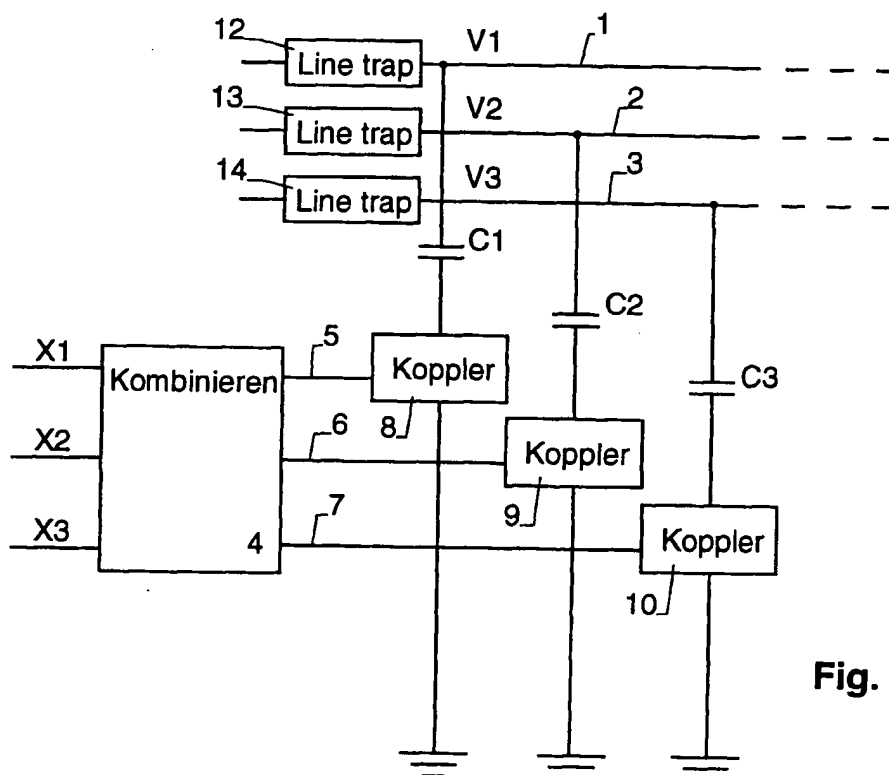 12 V1 1
Line trap
13 V2 2
Line trap
14 V3 3
Line trap
C1
C2
C3
X1 5
Kombinieren Koppler
8
X2 6
Koppler
9
X3 7
4 Koppler
10
Fig.